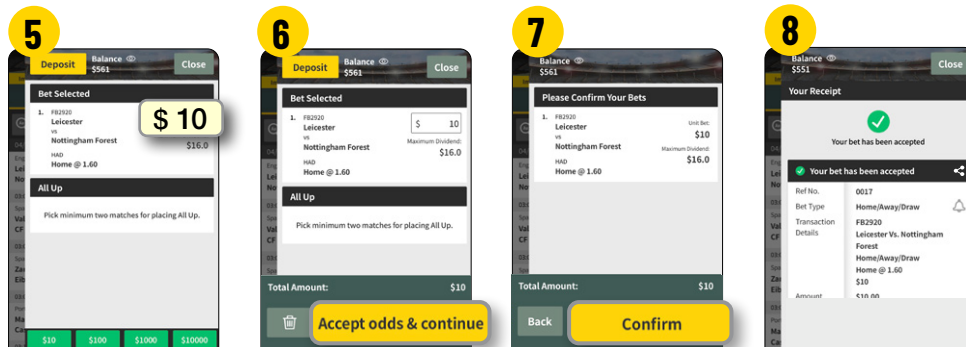 5
Deposit
Balance
$561
Close
Bet Selected
1. FB2920
Leicester
vs
Nottingham Forest
HAD
Home @ 1.60
$ 10
$16.0
All Up
Pick minimum two matches for placing All Up.
$10 $100 $1000 $10000
6
Deposit
Balance
$561
Close
Bet Selected
1. FB2920
Leicester
vs
Nottingham Forest
HAD
Home @ 1.60
$ 10
Maximum Dividend:
$16.0
All Up
Pick minimum two matches for placing All Up.
Total Amount: $10
Accept odds & continue
7
Balance
$561
Please Confirm Your Bets
1. FB2920
Leicester
vs
Nottingham Forest
HAD
Home @ 1.60
Unit Bet:
$10
Maximum Dividend:
$16.0
Total Amount: $10
Back
Confirm
8
Balance
$551
Close
Your Receipt
Your bet has been accepted
Your bet has been accepted
Ref No. 0017
Bet Type Home/Away/Draw
Transaction Details
FB2920
Leicester Vs. Nottingham
Forest
Home/Away/Draw
Home @ 1.60
$10
Amount $10.00